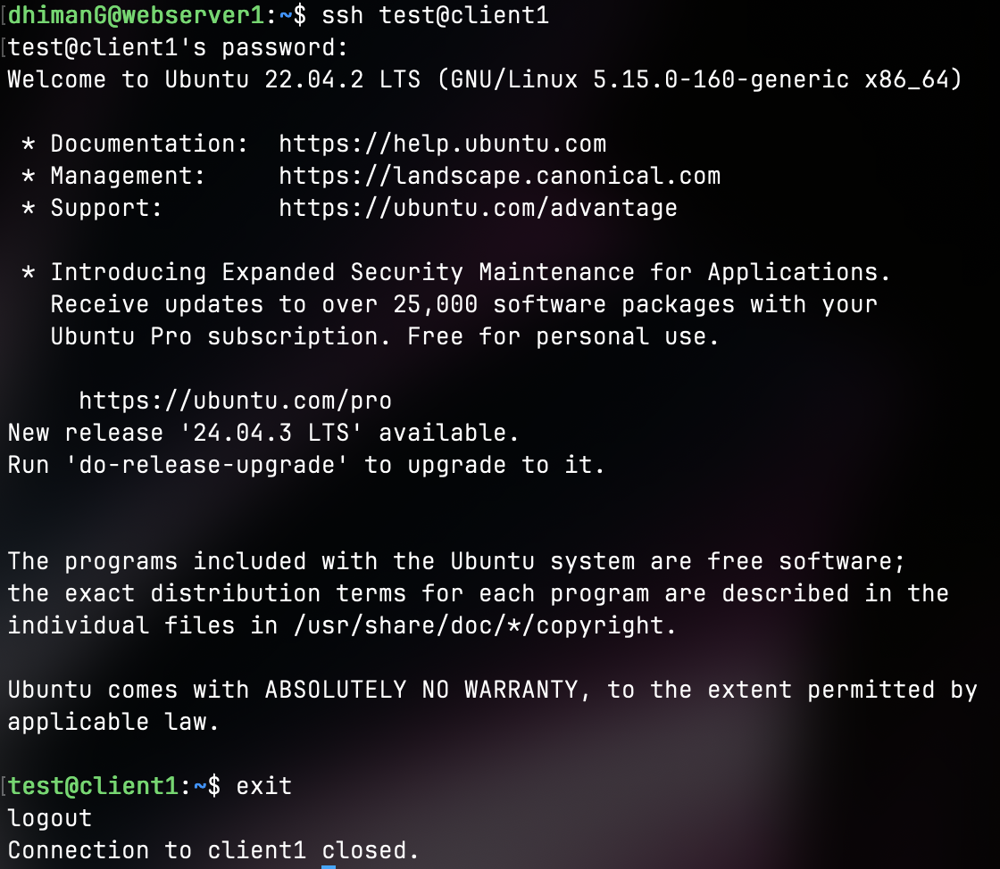 dhimanG@webserver1:~$ ssh test@client1
test@client1's password:
Welcome to Ubuntu 22.04.2 LTS (GNU/Linux 5.15.0-160-generic x86_64)
* Documentation:  https://help.ubuntu.com
* Management:     https://landscape.canonical.com
* Support:        https://ubuntu.com/advantage
* Introducing Expanded Security Maintenance for Applications.
Receive updates to over 25,000 software packages with your
Ubuntu Pro subscription. Free for personal use.
https://ubuntu.com/pro
New release '24.04.3 LTS' available.
Run 'do-release-upgrade' to upgrade to it.
The programs included with the Ubuntu system are free software;
the exact distribution terms for each program are described in the
individual files in /usr/share/doc/*/copyright.
Ubuntu comes with ABSOLUTELY NO WARRANTY, to the extent permitted by
applicable law.
test@client1:~$ exit
logout
Connection to client1 closed.